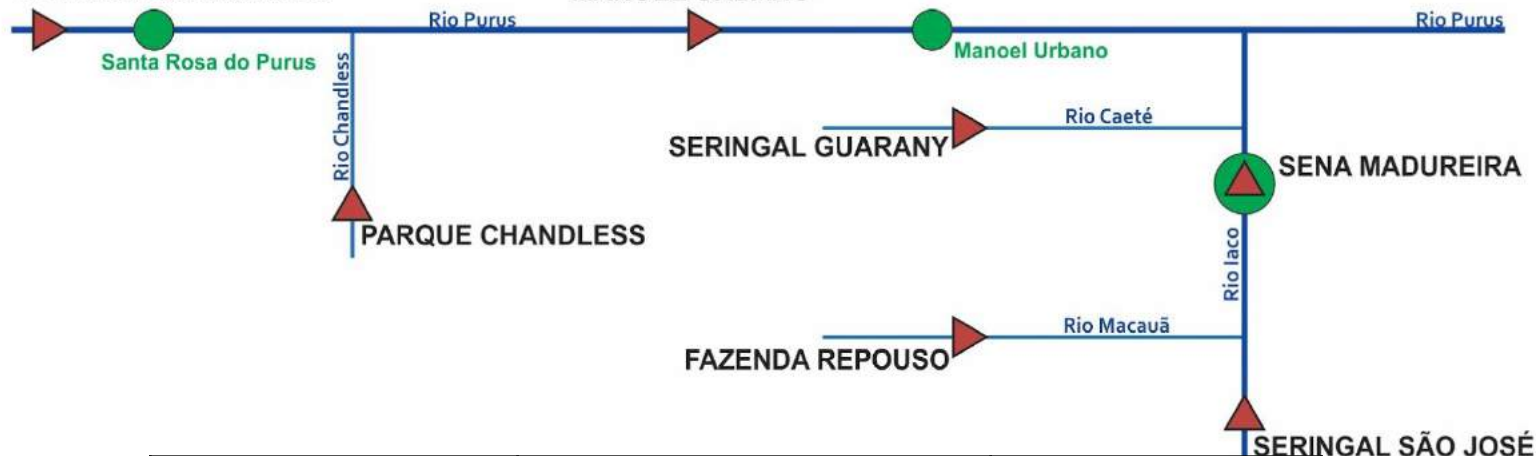 Rio Purus
Rio Purus
Santa Rosa do Purus
Manoel Urbano
Rio Chandless
Rio Caeté
SERINGAL GUARANY
SENA MADUREIRA
PARQUE CHANDLESS
Rio Iaco
Rio Macauã
FAZENDA REPOUSO
SERINGAL SÃO JOSÉ